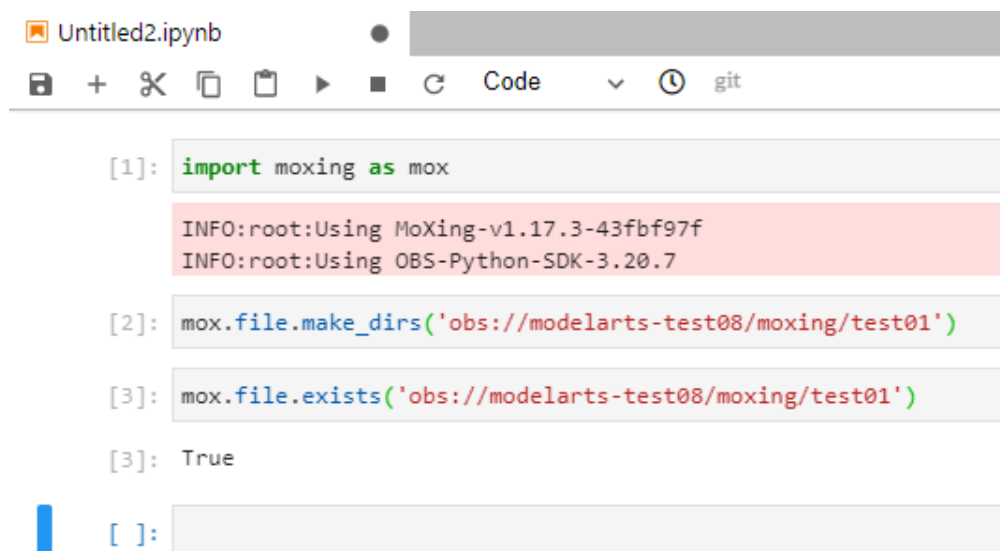 Untitled2.ipynb
Code git
[1]: import moxing as mox
INFO:root:Using MoXing-v1.17.3-43fbf97f
INFO:root:Using OBS-Python-SDK-3.20.7
[2]: mox.file.make_dirs('obs://modelarts-test08/moxing/test01')
[3]: mox.file.exists('obs://modelarts-test08/moxing/test01')
[3]: True
[ ]: